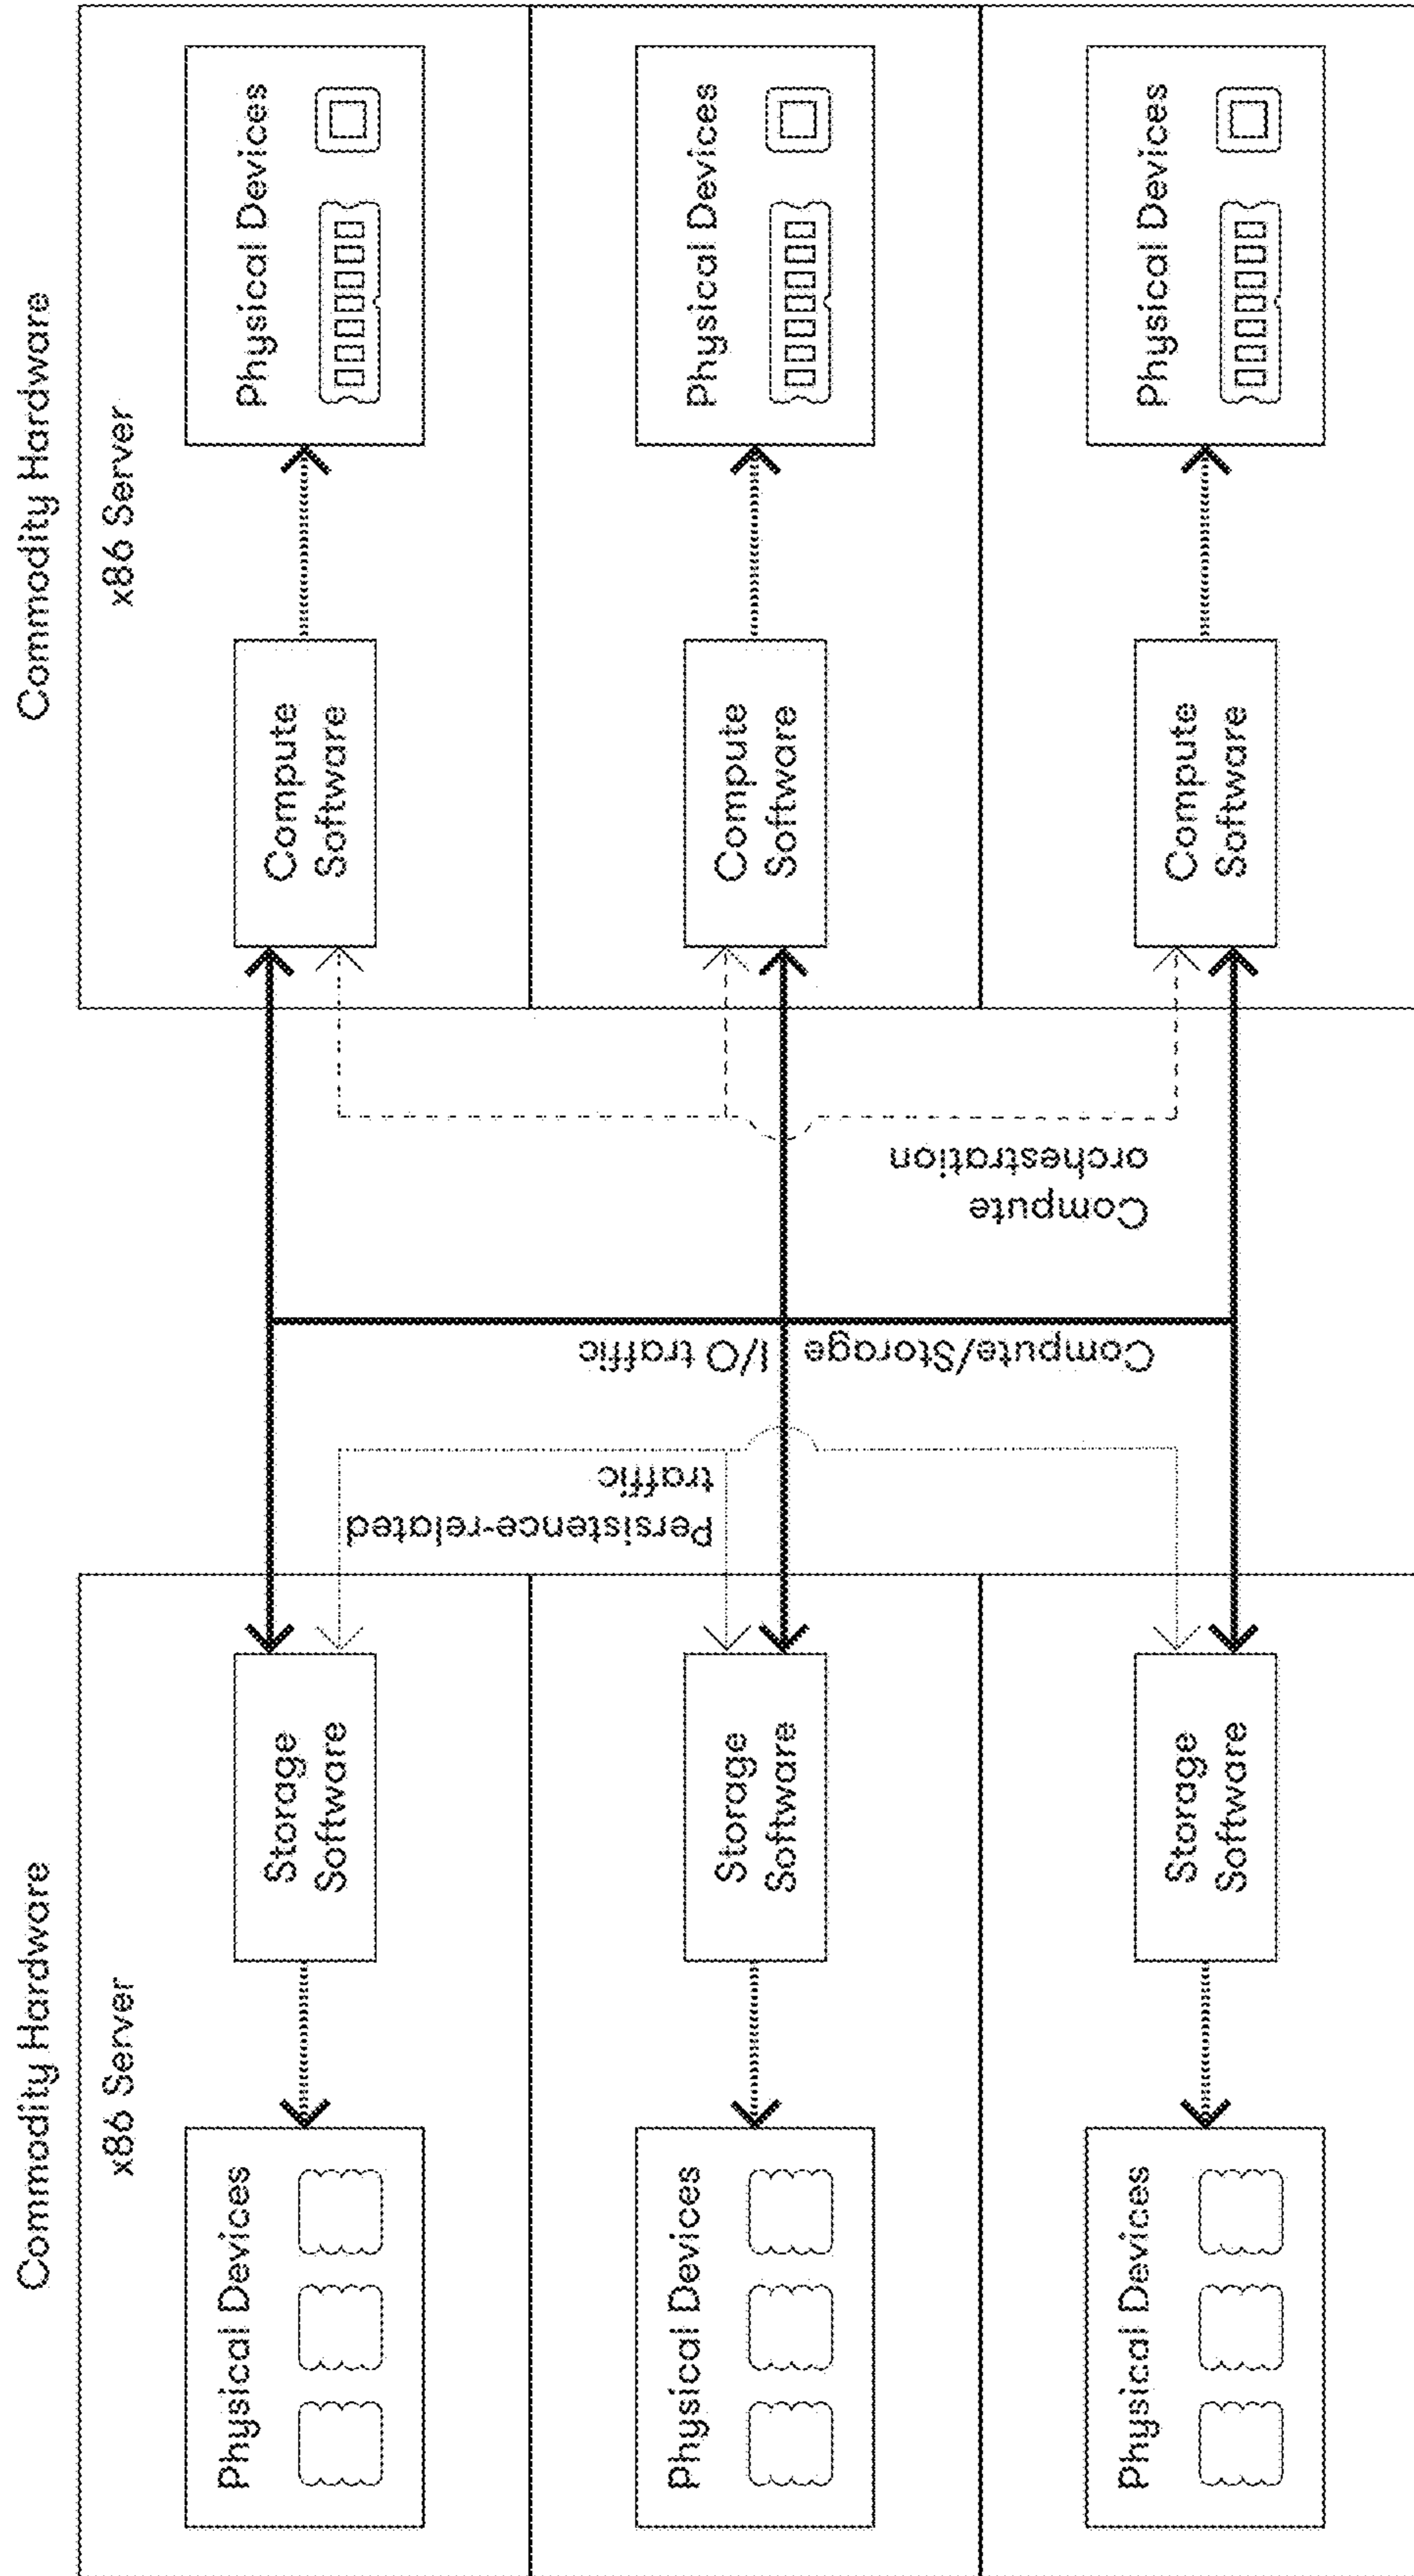 Commodity Hardware
x86 Server
Physical Devices
Storage
Software
Physical Devices
Storage
Software
Physical Devices
Storage
Software
Persistence-related
traffic
Compute/Storage I/O traffic
Compute
orchestration
Commodity Hardware
x86 Server
Compute
Software
Physical Devices
Compute
Software
Physical Devices
Compute
Software
Physical Devices